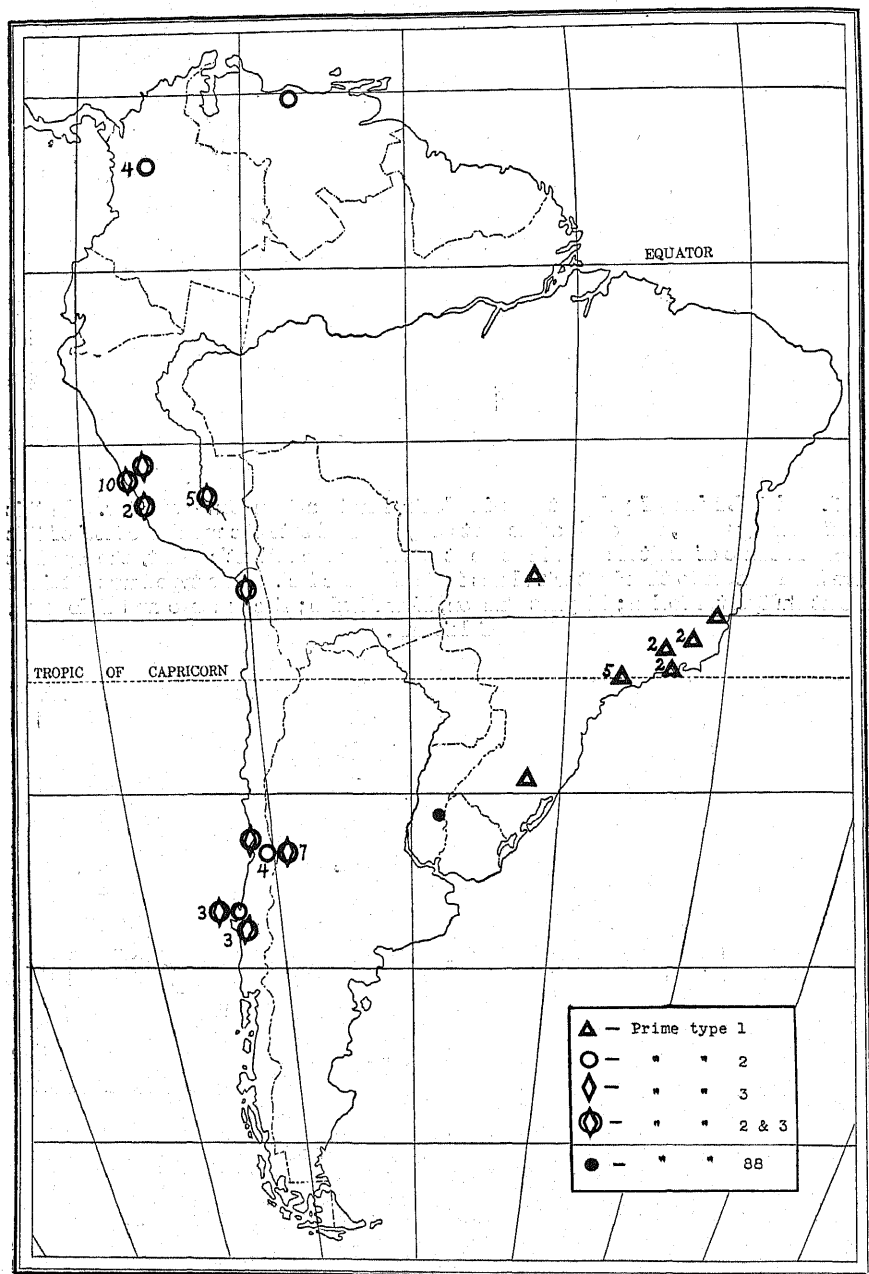 4
EQUATOR
10
2
5
TROPIC OF CAPRICORN
2
2
5
2
4
7
3
3
△ — Prime type 1
○ — " " 2
◊ — " " 3
— " " 2 & 3
● — " " 88